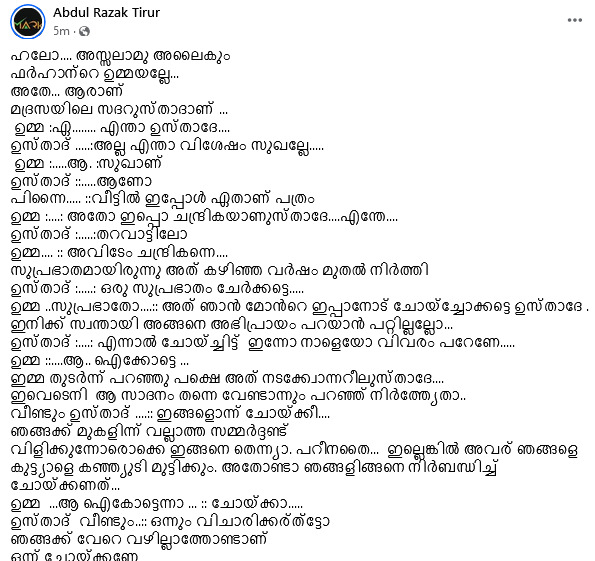 Abdul Razak Tirur
5m
ഹലോ.... അസ്സലാമു അലൈകും
ഫർഹാന്റെ ഉമ്മയല്ലേ...
അതേ... ആരാണ്
മദ്രസയിലെ സദറുസ്താദാണ് ...
ഉമ്മ :ഏ........ എന്താ ഉസ്താദേ....
ഉസ്താദ് .....:അല്ല എന്താ വിശേഷം സുഖല്ലേ.....
ഉമ്മ :.....ആ. :സുഖാണ്
ഉസ്താദ് ::.....ആണോ
പിന്നെ..... ::വീട്ടിൽ ഇപ്പോൾ ഏതാണ് പത്രം
ഉമ്മ :....: അതോ ഇപ്പൊ ചന്ദ്രികയാണുസ്താദേ....എന്തേ....
ഉസ്താദ് :.....:തറവാട്ടിലോ
ഉമ്മ.... :: അവിടേം ചന്ദ്രികന്നെ....
സുപ്രഭാതമായിരുന്നു അത് കഴിഞ്ഞ വർഷം മുതൽ നിർത്തി
ഉസ്താദ് :.....: ഒരു സുപ്രഭാതം ചേർക്കട്ടെ.....
ഉമ്മ ..സുപ്രഭാതോ....:: അത് ഞാൻ മോൻറെ ഇപ്പാനോട് ചോയ്ച്ചോക്കട്ടെ ഉസ്താദേ .
ഇനിക്ക് സ്വന്തായി അങ്ങനെ അഭിപ്രായം പറയാൻ പറ്റില്ലല്ലോ...
ഉസ്താദ് :....: എന്നാൽ ചോയ്ച്ചിട്ട് ഇന്നോ നാളെയോ വിവരം പറേണേ.....
ഉമ്മ ::....ആ.. ഐക്കോട്ടെ ...
ഇമ്മ തുടർന്ന് പറഞ്ഞു പക്ഷെ അത് നടക്ക്വോന്നറീലുസ്താദേ....
ഇവെടെനി ആ സാദനം തന്നെ വേണ്ടാന്നും പറഞ്ഞ് നിർത്ത്യേതാ..
വീണ്ടും ഉസ്താദ് ....:: ഇങ്ങളൊന്ന് ചോയ്ക്കീ....
ഞങ്ങക്ക് മുകളിന്ന് വല്ലാത്ത സമ്മർദ്ദണ്ട്
വിളിക്കുന്നോരൊക്കെ ഇങ്ങനെ തെന്ന്യാ. പറീനതൈ... ഇല്ലെങ്കിൽ അവര് ഞങ്ങളെ
കുട്ട്യാളെ കഞ്ഞ്യുടി മുട്ടിക്കും. അതോണ്ടാ ഞങ്ങളിങ്ങനെ നിർബന്ധിച്ച്
ചോയ്ക്കണത്...
ഉമ്മ ...ആ ഐകോട്ടെന്നാ ... :: ചോയ്ക്കാ.....
ഉസ്താദ് വീണ്ടും..:: ഒന്നും വിചാരിക്കര്ത്ട്ടോ
ഞങ്ങക്ക് വേറെ വഴില്ലാത്തോണ്ടാണ്
ഒന്ന് ചോയ്ക്കണേ